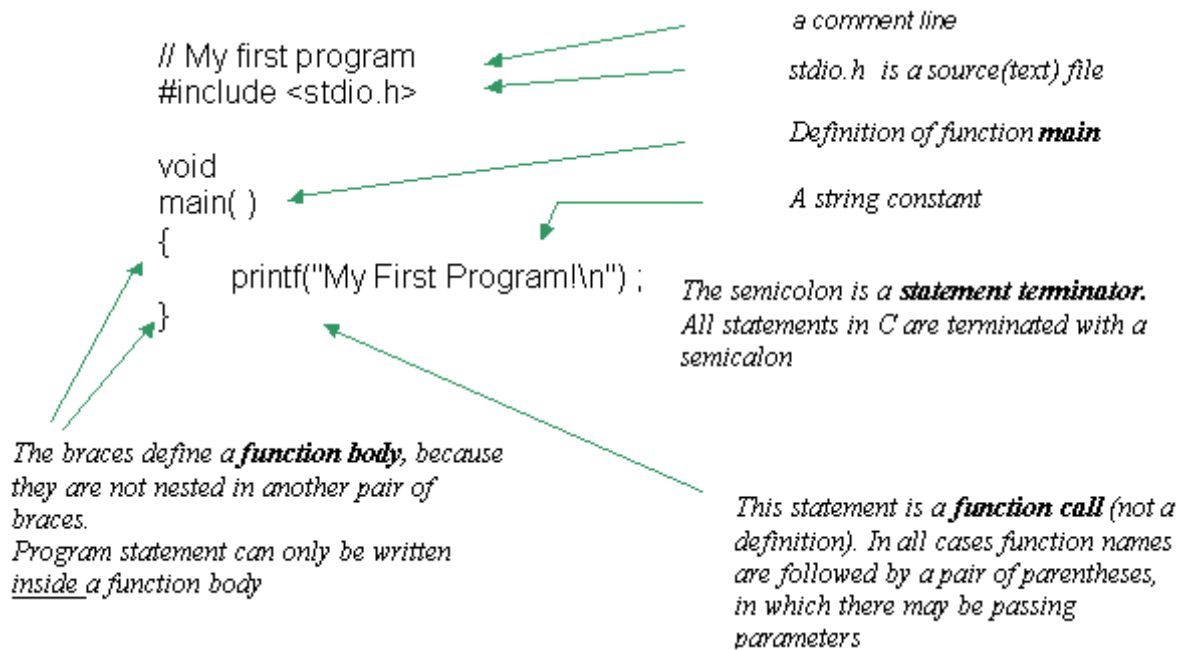 // My first program
#include <stdio.h>
void
main( )
{
printf("My First Program!\n") ;
}
a comment line
stdio.h is a source(text) file
Definition of function main
A string constant
The semicolon is a statement terminator.
All statements in C are terminated with a
semicalon
The braces define a function body, because
they are not nested in another pair of
braces.
Program statement can only be written
inside a function body
This statement is a function call (not a
definition). In all cases function names
are followed by a pair of parentheses,
in which there may be passing
parameters